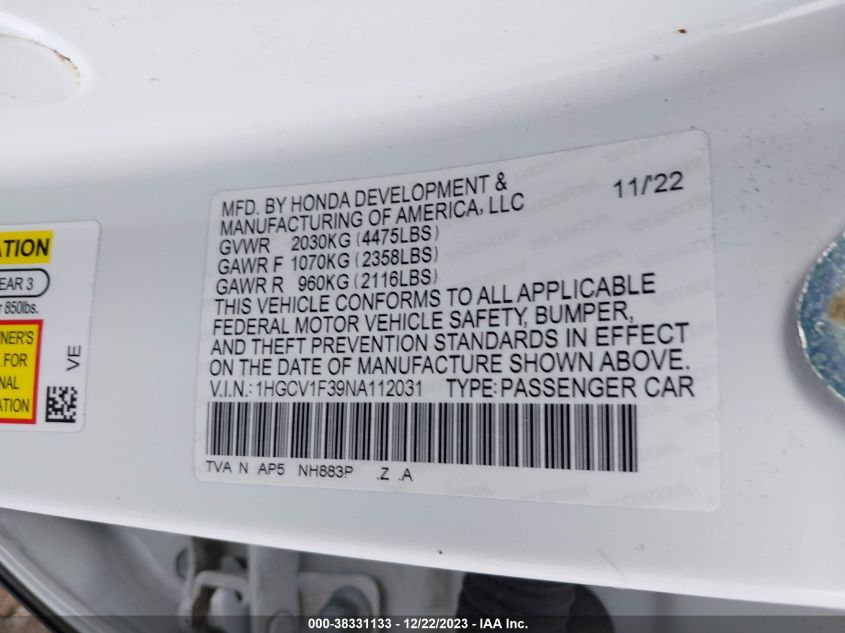 MFD. BY HONDA DEVELOPMENT & 11/'22
MANUFACTURING OF AMERICA, LLC
GVWR 2030KG (4475LBS)
GAWR F 1070KG (2358LBS)
GAWR R 960KG (2116LBS)
THIS VEHICLE CONFORMS TO ALL APPLICABLE
FEDERAL MOTOR VEHICLE SAFETY, BUMPER,
AND THEFT PREVENTION STANDARDS IN EFFECT
ON THE DATE OF MANUFACTURE SHOWN ABOVE.
V.I.N.: 1HGCV1F39NA112031 TYPE: PASSENGER CAR
TVA N AP5 NH883P .Z .A
ATION
EAR 3
r 850lbs.
WNER'S
FOR
NAL
ATION
VE
000-38331133 - 12/22/2023 - IAA Inc.